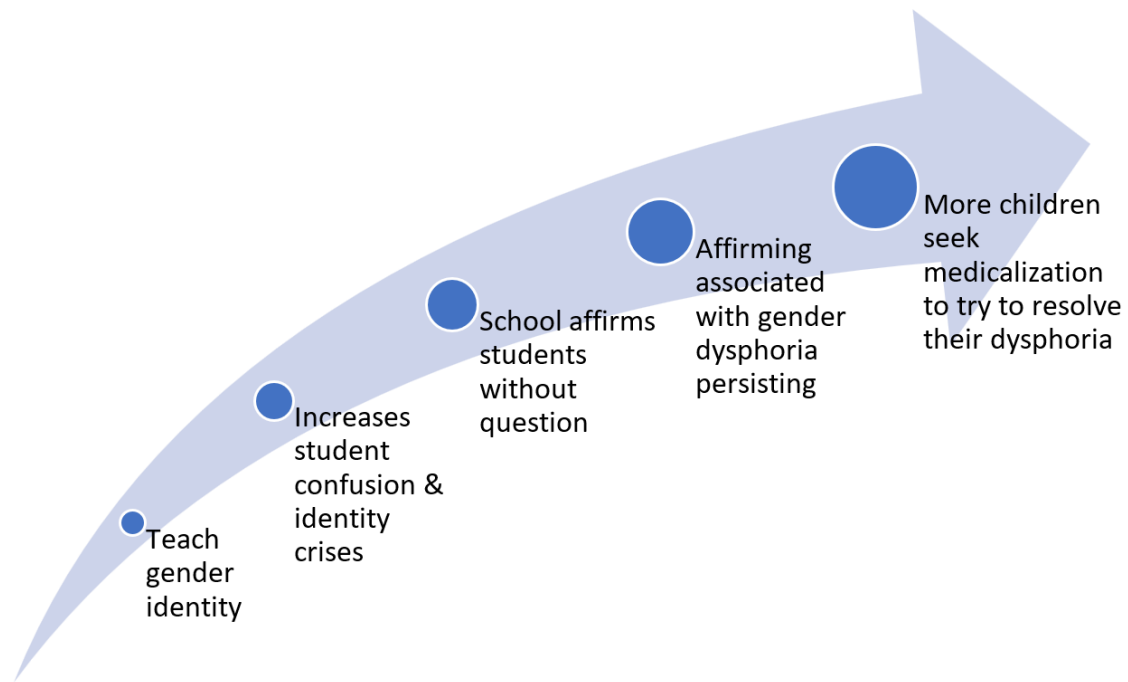 Teach
gender
identity
Increases
student
confusion &
identity
crises
School affirms
students
without
question
Affirming
associated
with gender
dysphoria
persisting
More children
seek
medicalization
to try to resolve
their dysphoria